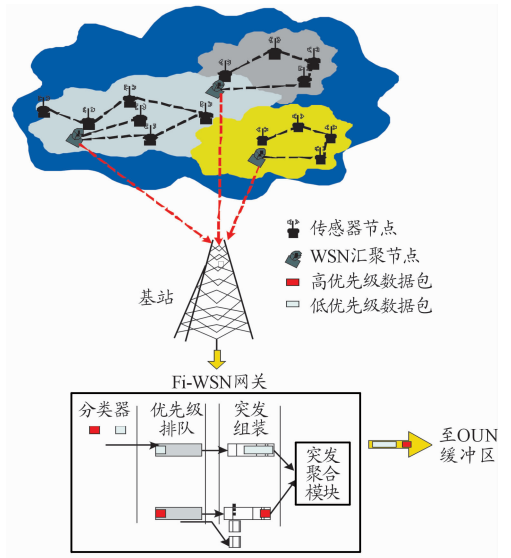 传感器节点
WSN汇聚节点
高优先级数据包
低优先级数据包
基站
Fi-WSN网关
分类器
优先级
排队
突发
组装
突发
聚合
模块
至OUN
缓冲区